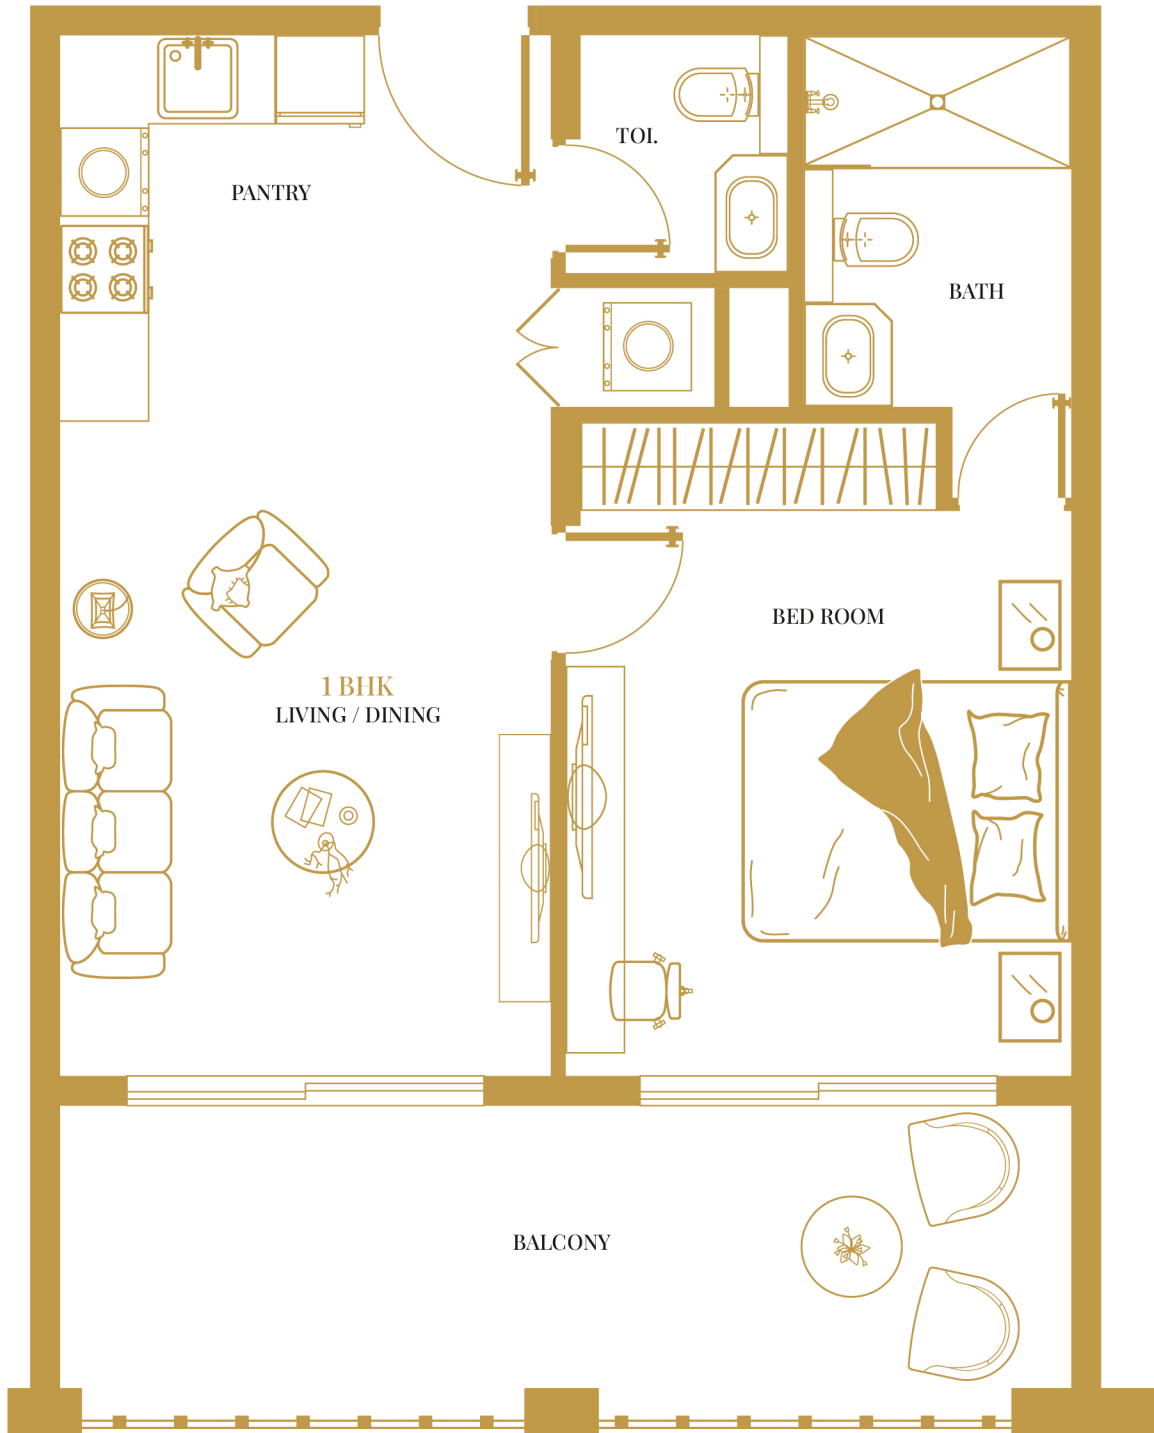 TOI.
PANTRY
BATH
BED ROOM
1 BHK
LIVING / DINING
BALCONY